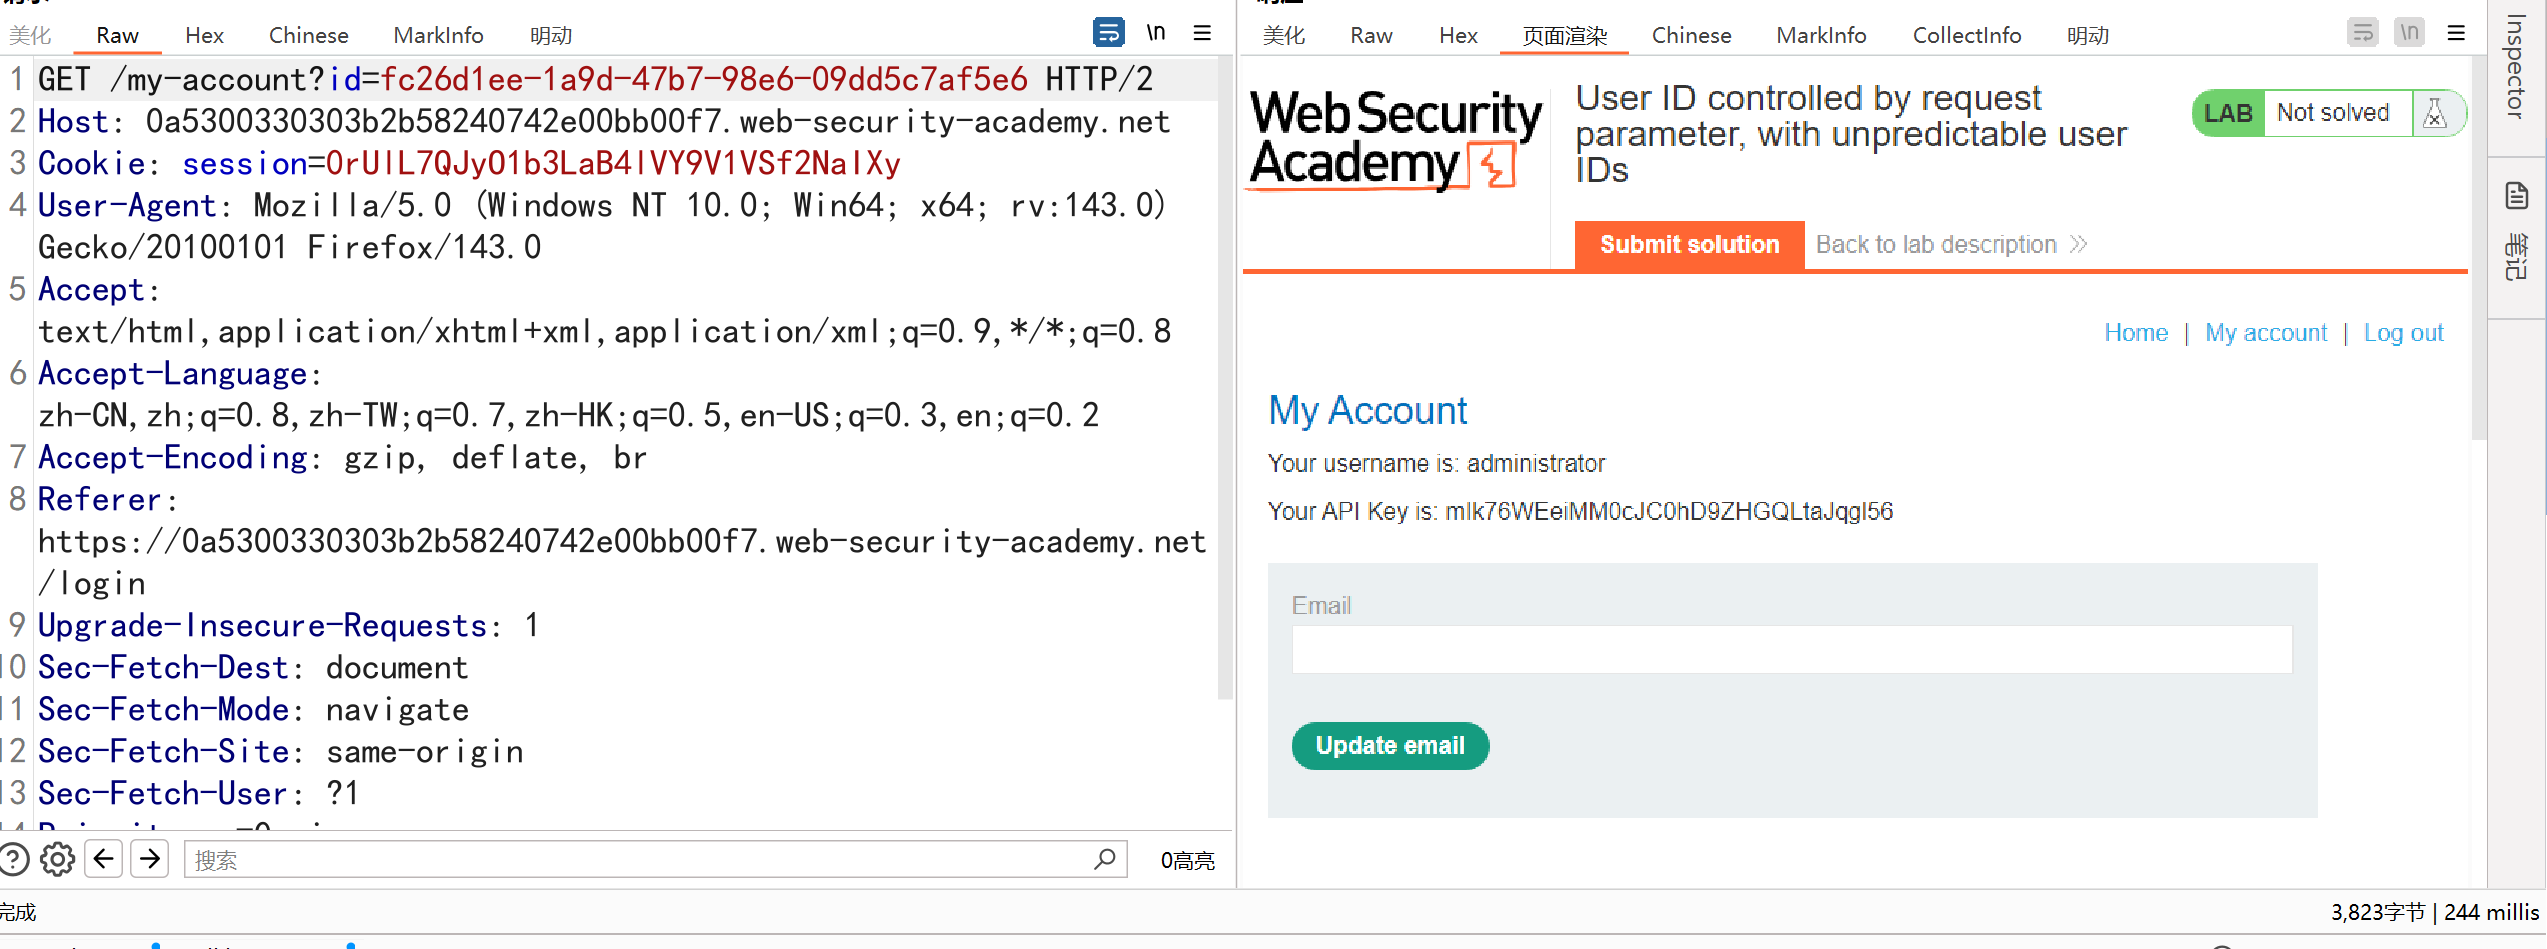 美化 Raw Hex Chinese MarkInfo 明动 \n
1 GET /my-account?id=fc26d1ee-1a9d-47b7-98e6-09dd5c7af5e6 HTTP/2
2 Host: 0a5300330303b2b58240742e00bb00f7.web-security-academy.net
3 Cookie: session=0rUlL7QJyO1b3LaB4lVY9V1VSf2NaIXy
4 User-Agent: Mozilla/5.0 (Windows NT 10.0; Win64; x64; rv:143.0)
Gecko/20100101 Firefox/143.0
5 Accept:
text/html,application/xhtml+xml,application/xml;q=0.9,*/*;q=0.8
6 Accept-Language:
zh-CN,zh;q=0.8,zh-TW;q=0.7,zh-HK;q=0.5,en-US;q=0.3,en;q=0.2
7 Accept-Encoding: gzip, deflate, br
8 Referer:
https://0a5300330303b2b58240742e00bb00f7.web-security-academy.net
/login
9 Upgrade-Insecure-Requests: 1
10 Sec-Fetch-Dest: document
11 Sec-Fetch-Mode: navigate
12 Sec-Fetch-Site: same-origin
13 Sec-Fetch-User: ?1
搜索
0高亮
完成
美化 Raw Hex 页面渲染 Chinese MarkInfo CollectInfo 明动 \n
Web Security
Academy
User ID controlled by request
parameter, with unpredictable user
IDs
LAB Not solved
Submit solution Back to lab description
Home | My account | Log out
My Account
Your username is: administrator
Your API Key is: mlk76WEeiMM0cJC0hD9ZHGQLtaJqgl56
Email
Update email
3,823字节 | 244 millis
Inspector
笔记